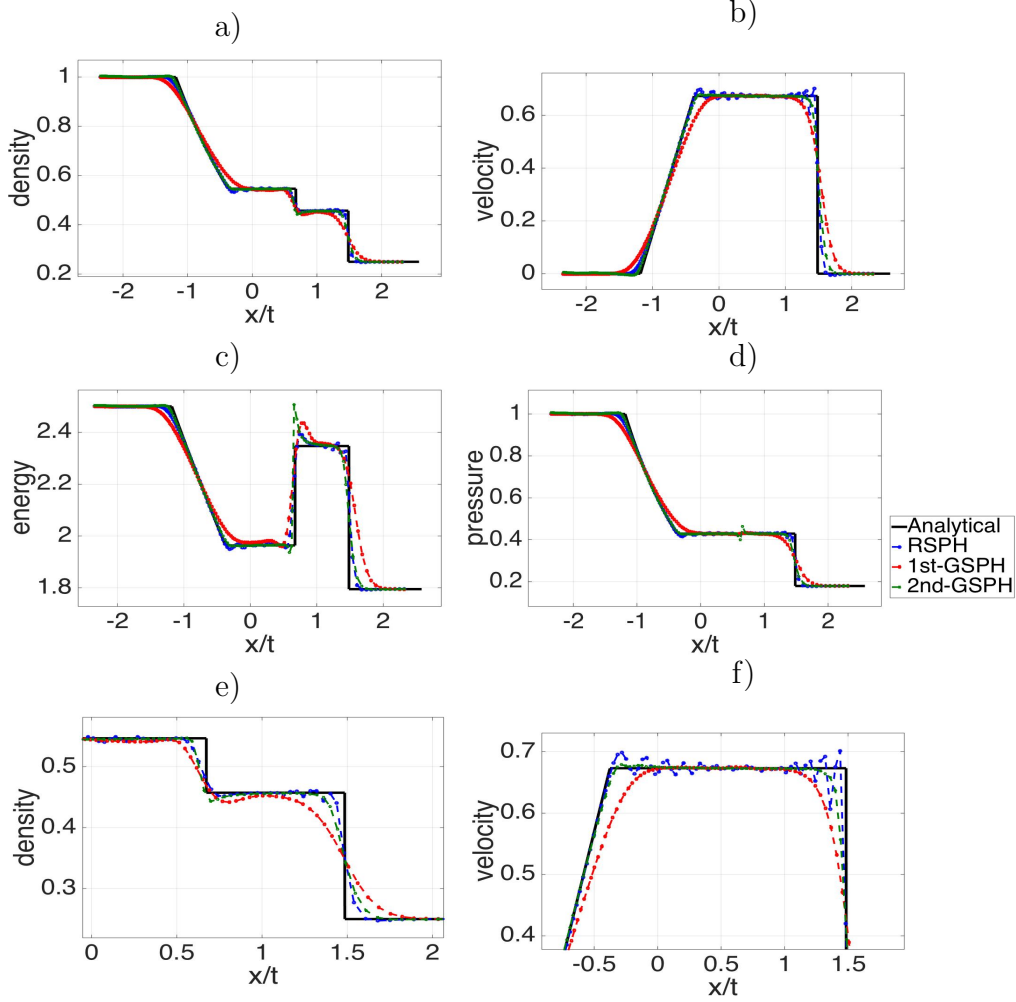 a)
1
0.8
0.6
0.4
0.2
density
-2
-1
0
1
2
x/t
b)
0.6
0.4
0.2
0
velocity
-2
-1
0
1
2
x/t
c)
2.4
2.2
2
1.8
energy
-2
-1
0
1
2
x/t
d)
1
0.8
0.6
0.4
0.2
pressure
-2
-1
0
1
2
x/t
Analytical
RSPH
1st-GSPH
2nd-GSPH
e)
0.5
0.4
0.3
density
0
0.5
1
1.5
2
x/t
f)
0.7
0.6
0.5
0.4
velocity
-0.5
0
0.5
1
1.5
x/t